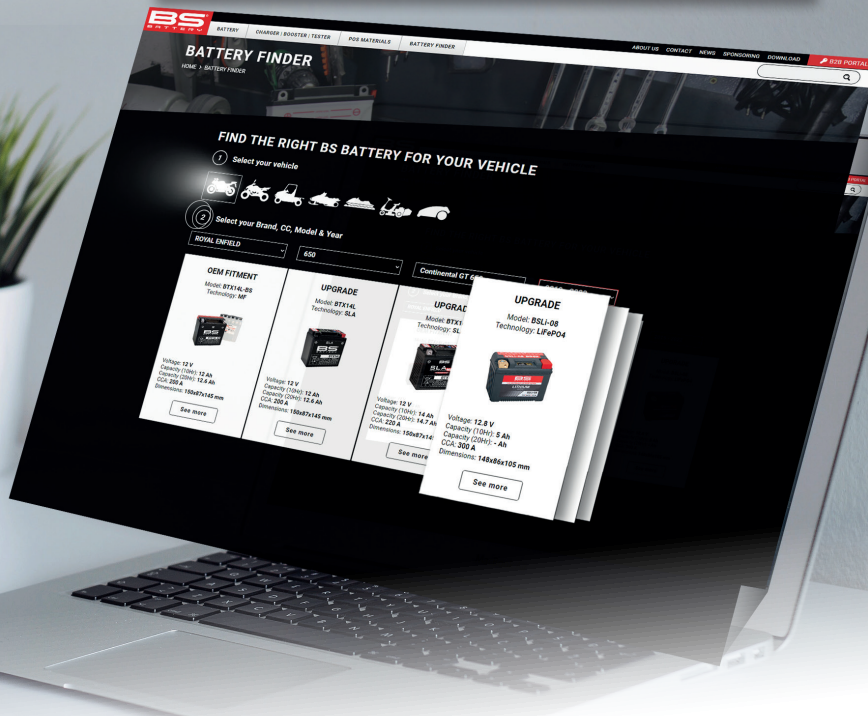 BS
BATTERY
BATTERY
CHARGER | BOOSTER | TESTER
POS MATERIALS
BATTERY FINDER
ABOUT US CONTACT NEWS SPONSORING DOWNLOAD
B2B PORTAL
BATTERY FINDER
HOME > BATTERY FINDER
FIND THE RIGHT BS BATTERY FOR YOUR VEHICLE
1 Select your vehicle
2 Select your Brand, CC, Model & Year
ROYAL ENFIELD
650
Continental GT
OEM FITMENT
Model: BTX14L-BS
Technology: MF
Voltage: 12 V
Capacity (10Hr): 12 Ah
Capacity (20Hr): 12.6 Ah
CCA: 200 A
Dimensions: 150x87x145 mm
See more
UPGRADE
Model: BTX14L
Technology: SLA
Voltage: 12 V
Capacity (10Hr): 12 Ah
Capacity (20Hr): 12.6 Ah
CCA: 200 A
Dimensions: 150x87x145 mm
See more
Voltage: 12 V
Capacity (10Hr): 14 Ah
Capacity (20Hr): 14.7 Ah
CCA: 220 A
See more
UPGRADE
Model: BSLi-08
Technology: LiFePO4
BS
LITHIUM
Voltage: 12.8 V
Capacity (10Hr): 5 Ah
Capacity (20Hr): - Ah
CCA: 300 A
Dimensions: 148x86x105 mm
See more